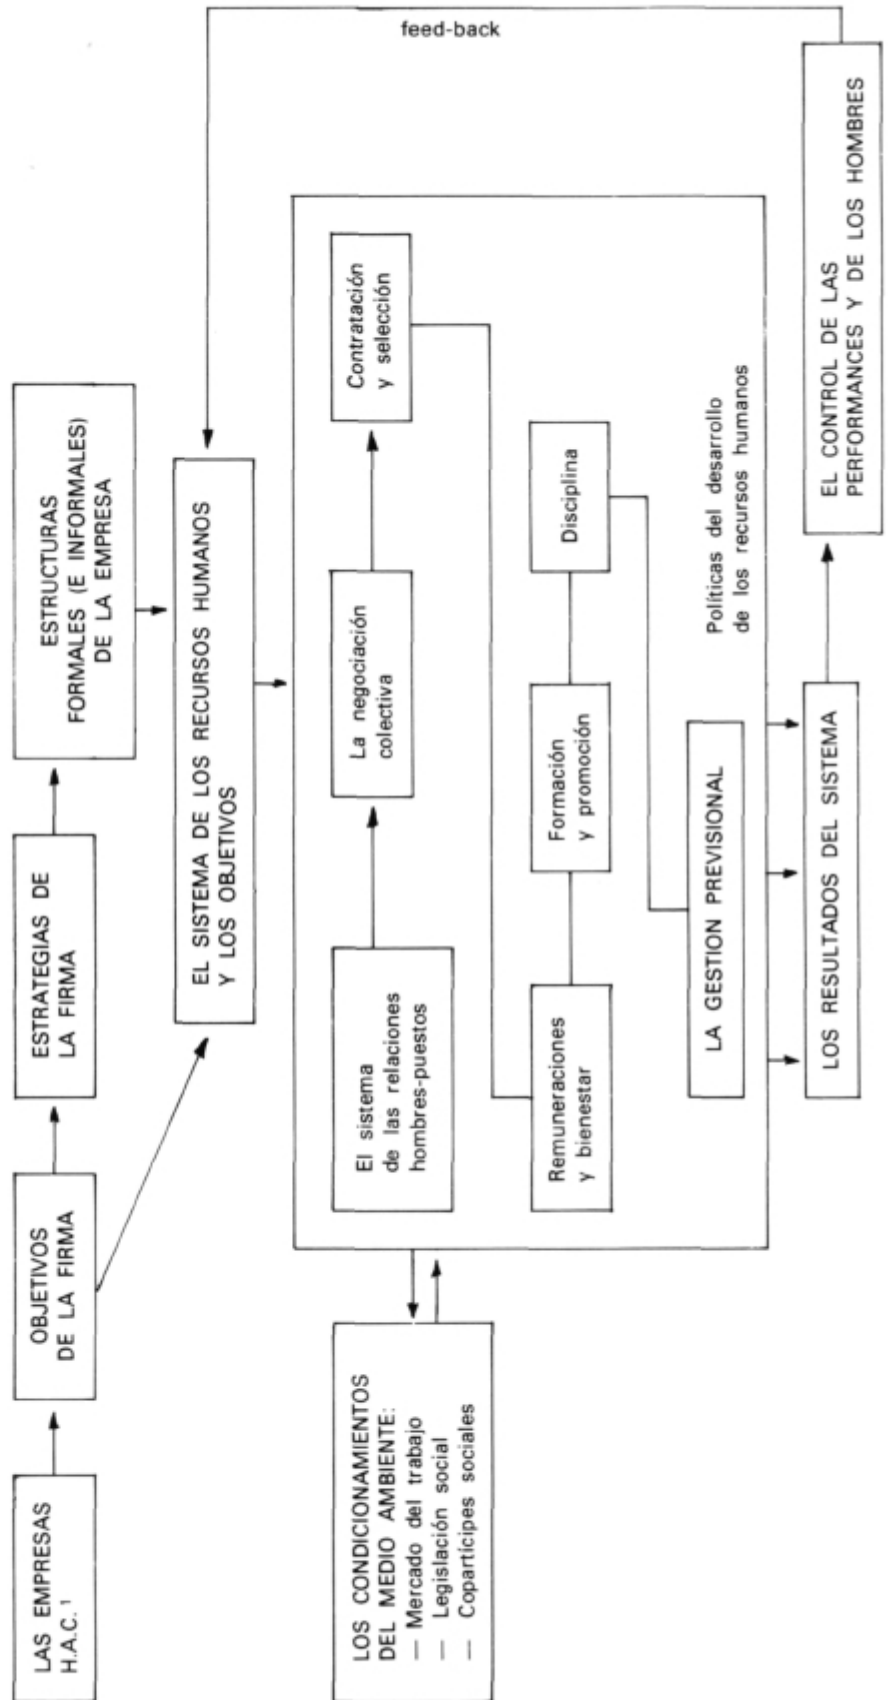 LAS EMPRESAS
H.A.C.¹
OBJETIVOS
DE LA FIRMA
ESTRATEGIAS DE
LA FIRMA
ESTRUCTURAS
FORMALES (E INFORMALES)
DE LA EMPRESA
feed-back
EL SISTEMA DE LOS RECURSOS HUMANOS
Y LOS OBJETIVOS
LOS CONDICIONAMIENTOS
DEL MEDIO AMBIENTE:
— Mercado del trabajo
— Legislación social
— Copartícipes sociales
El sistema
de las relaciones
hombres-puestos
La negociación
colectiva
Contratación
y selección
Remuneraciones
y bienestar
Formación
y promoción
Disciplina
LA GESTION PREVISIONAL
Políticas del desarrollo
de los recursos humanos
LOS RESULTADOS DEL SISTEMA
EL CONTROL DE LAS
PERFORMANCES Y DE LOS HOMBRES